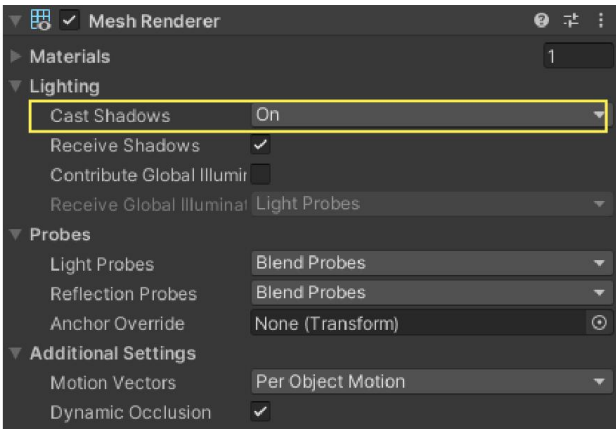 Mesh Renderer
Materials 1
Lighting
Cast Shadows On
Receive Shadows
Contribute Global Illumir
Receive Global Illuminat Light Probes
Probes
Light Probes Blend Probes
Reflection Probes Blend Probes
Anchor Override None (Transform)
Additional Settings
Motion Vectors Per Object Motion
Dynamic Occlusion